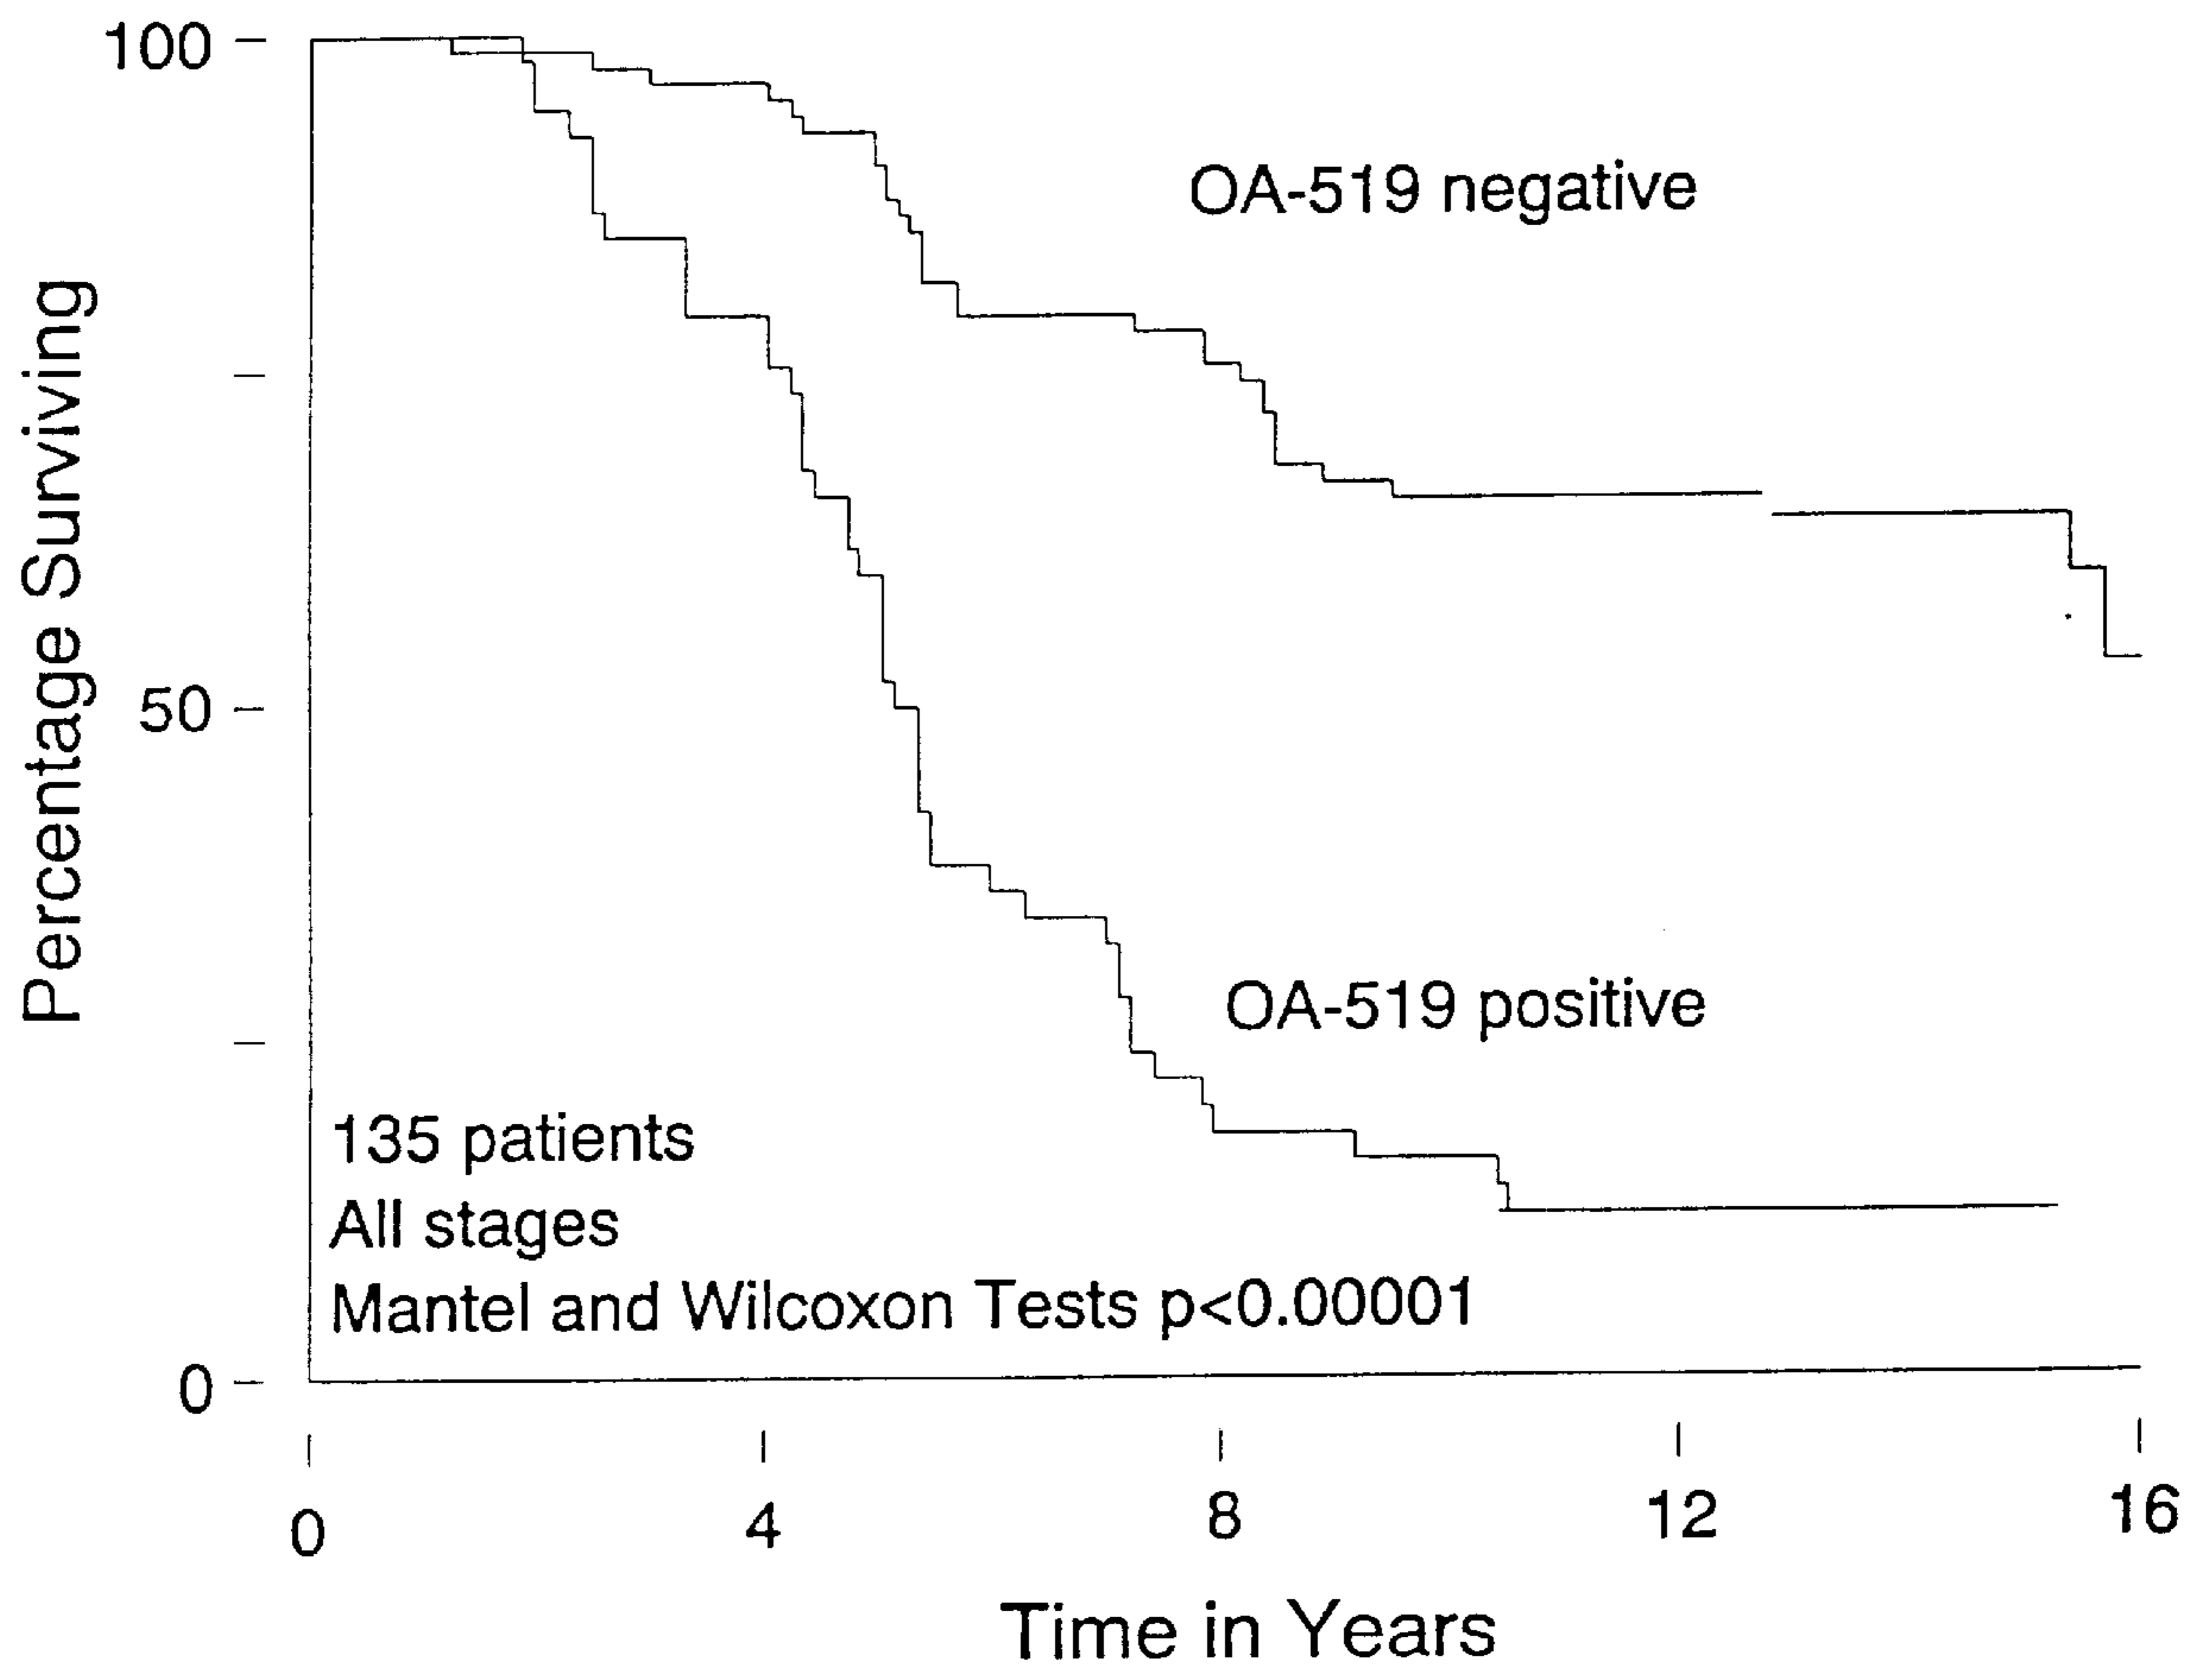 100
OA-519 negative
Percentage Surviving
50
OA-519 positive
135 patients
All stages
Mantel and Wilcoxon Tests p<0.00001
0
0 4 8 12 16
Time in Years